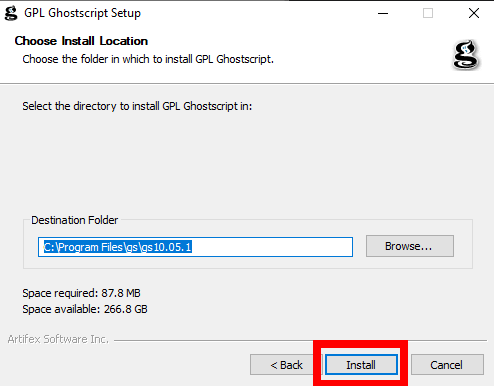 GPL Ghostscript Setup
Choose Install Location
Choose the folder in which to install GPL Ghostscript.
Select the directory to install GPL Ghostscript in:
Destination Folder
C:\Program Files\gs\gs10.05.1
Browse...
Space required: 87.8 MB
Space available: 266.8 GB
Artifex Software Inc.
< Back
Install
Cancel